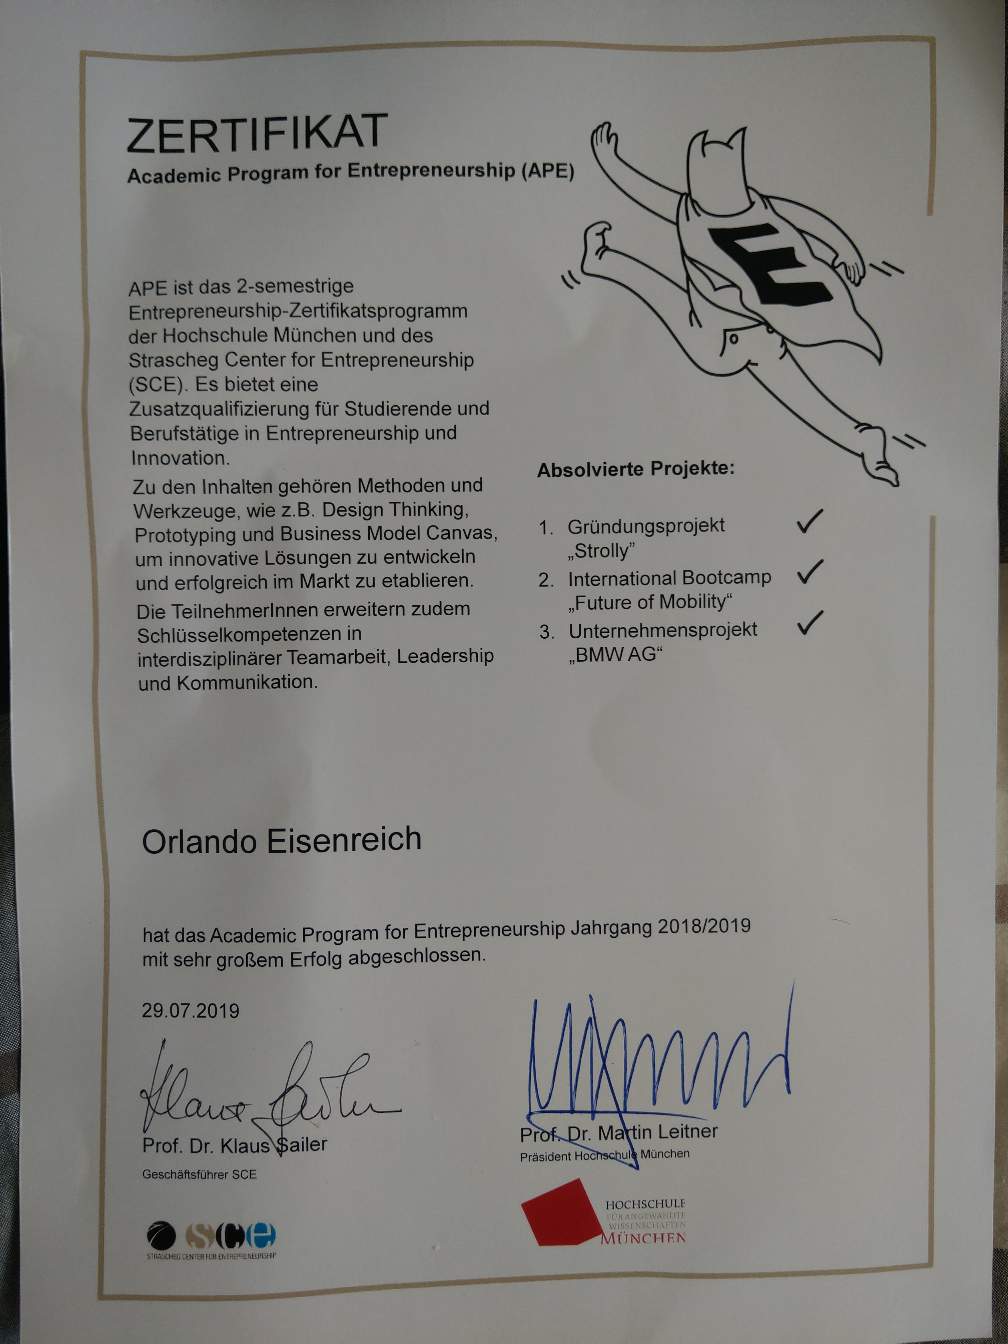 ZERTIFIKAT
Academic Program for Entrepreneurship (APE)
E
APE ist das 2-semestrige
Entrepreneurship-Zertifikatsprogramm
der Hochschule München und des
Strascheg Center for Entrepreneurship
(SCE). Es bietet eine
Zusatzqualifizierung für Studierende und
Berufstätige in Entrepreneurship und
Innovation.
Zu den Inhalten gehören Methoden und
Werkzeuge, wie z.B. Design Thinking,
Prototyping und Business Model Canvas,
um innovative Lösungen zu entwickeln
und erfolgreich im Markt zu etablieren.
Die TeilnehmerInnen erweitern zudem
Schlüsselkompetenzen in
interdisziplinärer Teamarbeit, Leadership
und Kommunikation.
Absolvierte Projekte:
1. Gründungsprojekt ✓
„Strolly”
2. International Bootcamp ✓
„Future of Mobility“
3. Unternehmensprojekt ✓
„BMW AG“
Orlando Eisenreich
hat das Academic Program for Entrepreneurship Jahrgang 2018/2019
mit sehr großem Erfolg abgeschlossen.
29.07.2019
Klaus Sailer
Prof. Dr. Klaus Sailer
Geschäftsführer SCE
Prof. Dr. Martin Leitner
Präsident Hochschule München
sce
STRASCHEG CENTER FOR ENTREPRENEURSHIP
HOCHSCHULE
FÜR ANGEWANDTE
WISSENSCHAFTEN
MÜNCHEN